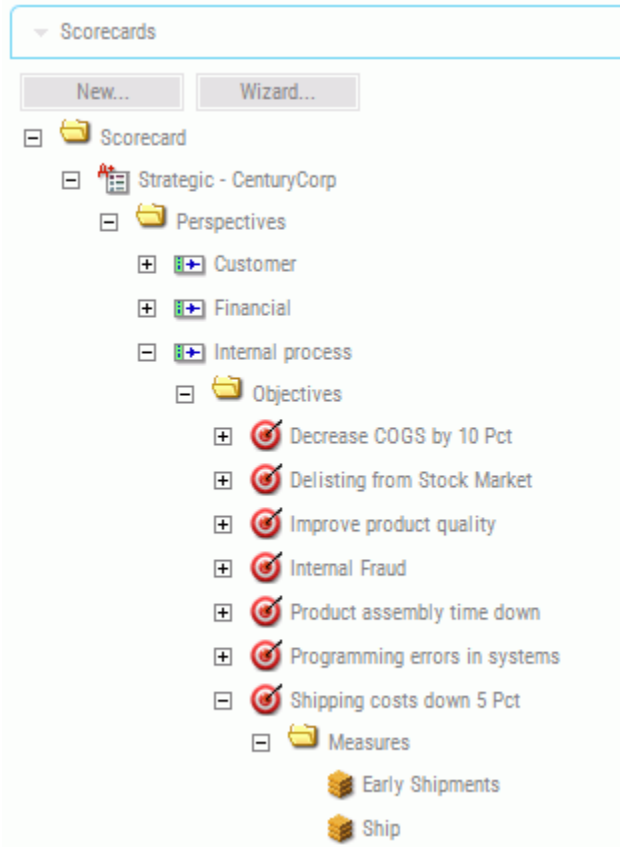 Scorecards
New... Wizard...
Scorecard
Strategic - CenturyCorp
Perspectives
Customer
Financial
Internal process
Objectives
Decrease COGS by 10 Pct
Delisting from Stock Market
Improve product quality
Internal Fraud
Product assembly time down
Programming errors in systems
Shipping costs down 5 Pct
Measures
Early Shipments
Ship